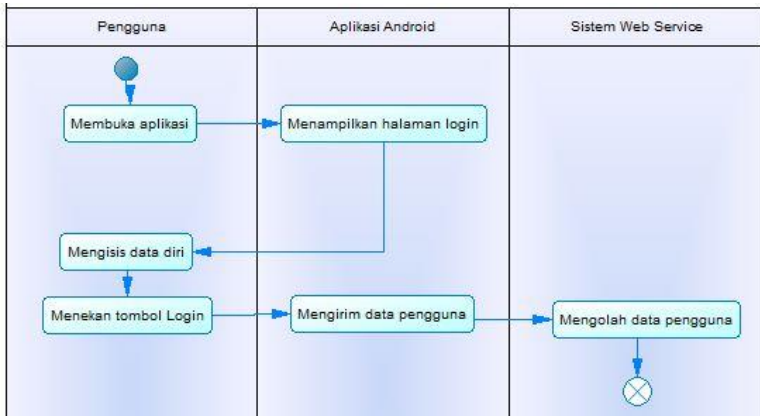 Pengguna
Aplikasi Android
Sistem Web Service
Membuka aplikasi
Menampilkan halaman login
Mengisis data diri
Menekan tombol Login
Mengirim data pengguna
Mengolah data pengguna